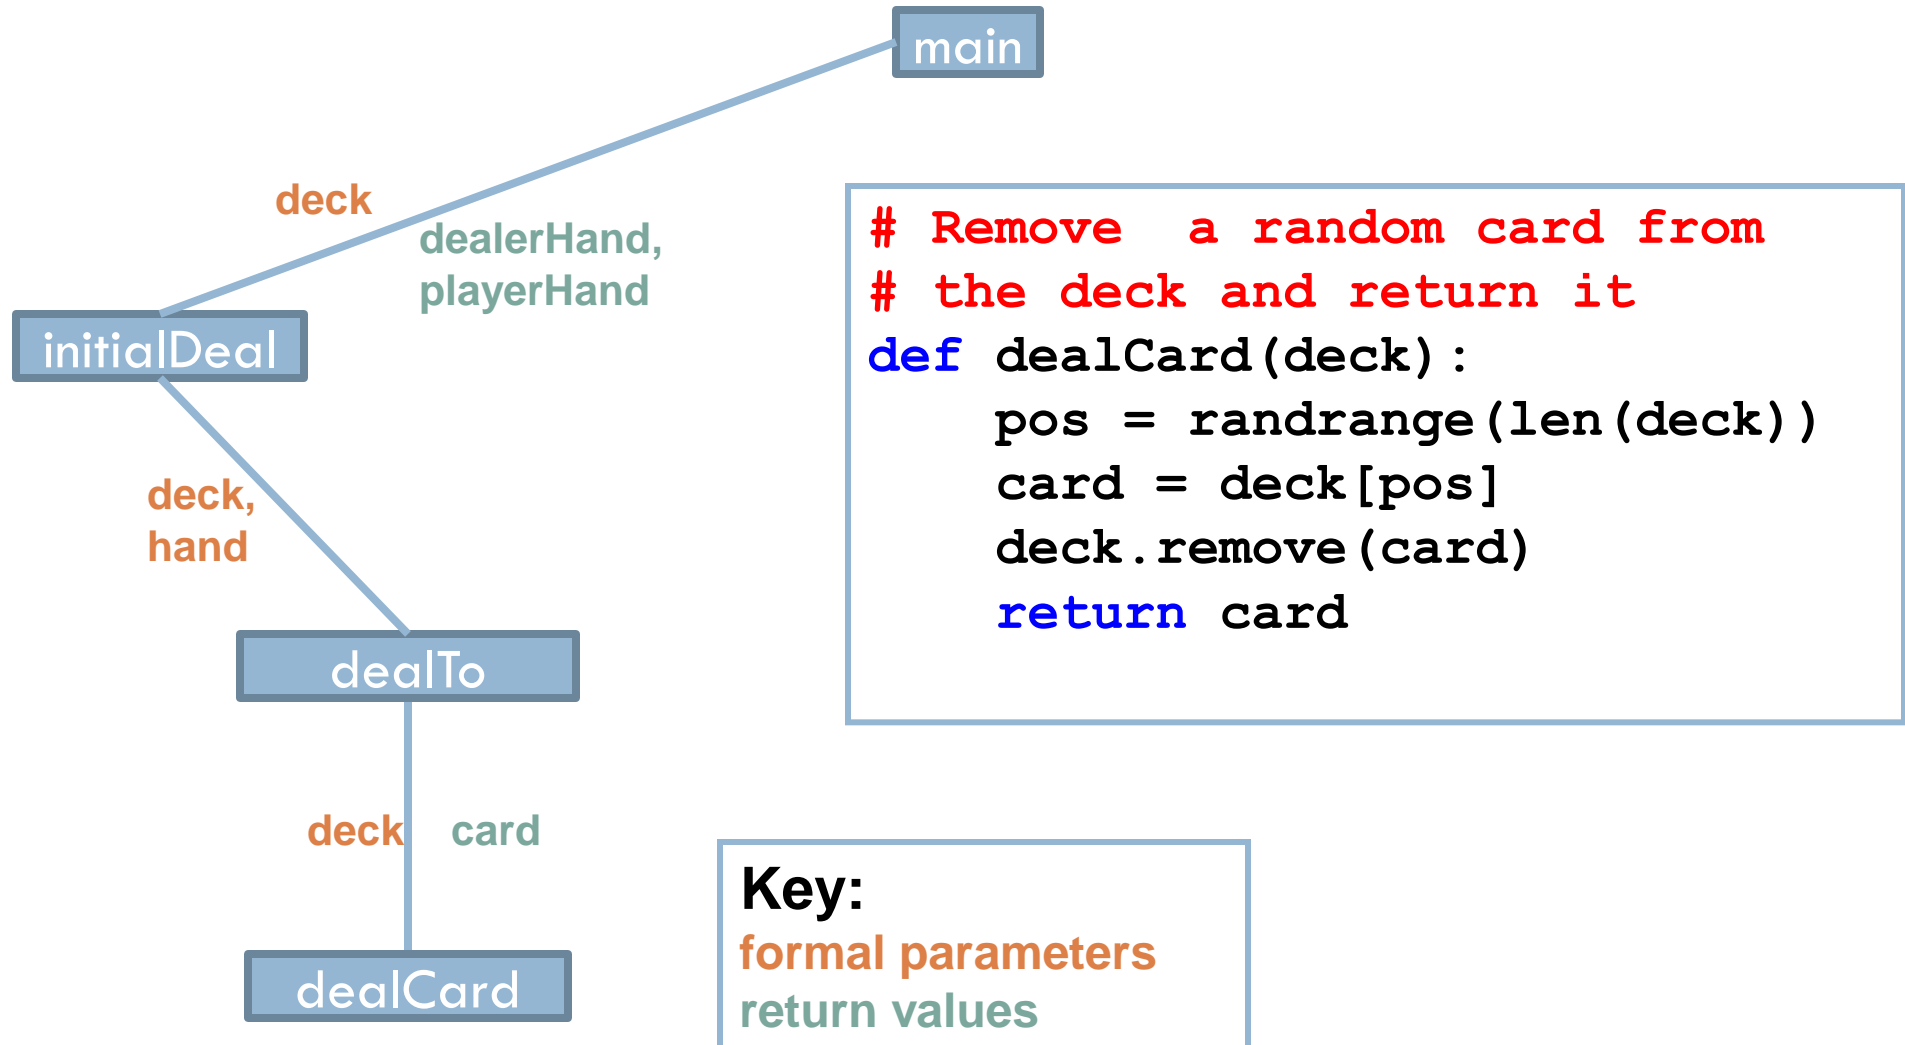 main
deck
dealerHand,
playerHand
initialDeal
deck,
hand
dealTo
deck card
dealCard
# Remove  a random card from
# the deck and return it
def dealCard(deck):
    pos = randrange(len(deck))
    card = deck[pos]
    deck.remove(card)
    return card
Key:
formal parameters
return values